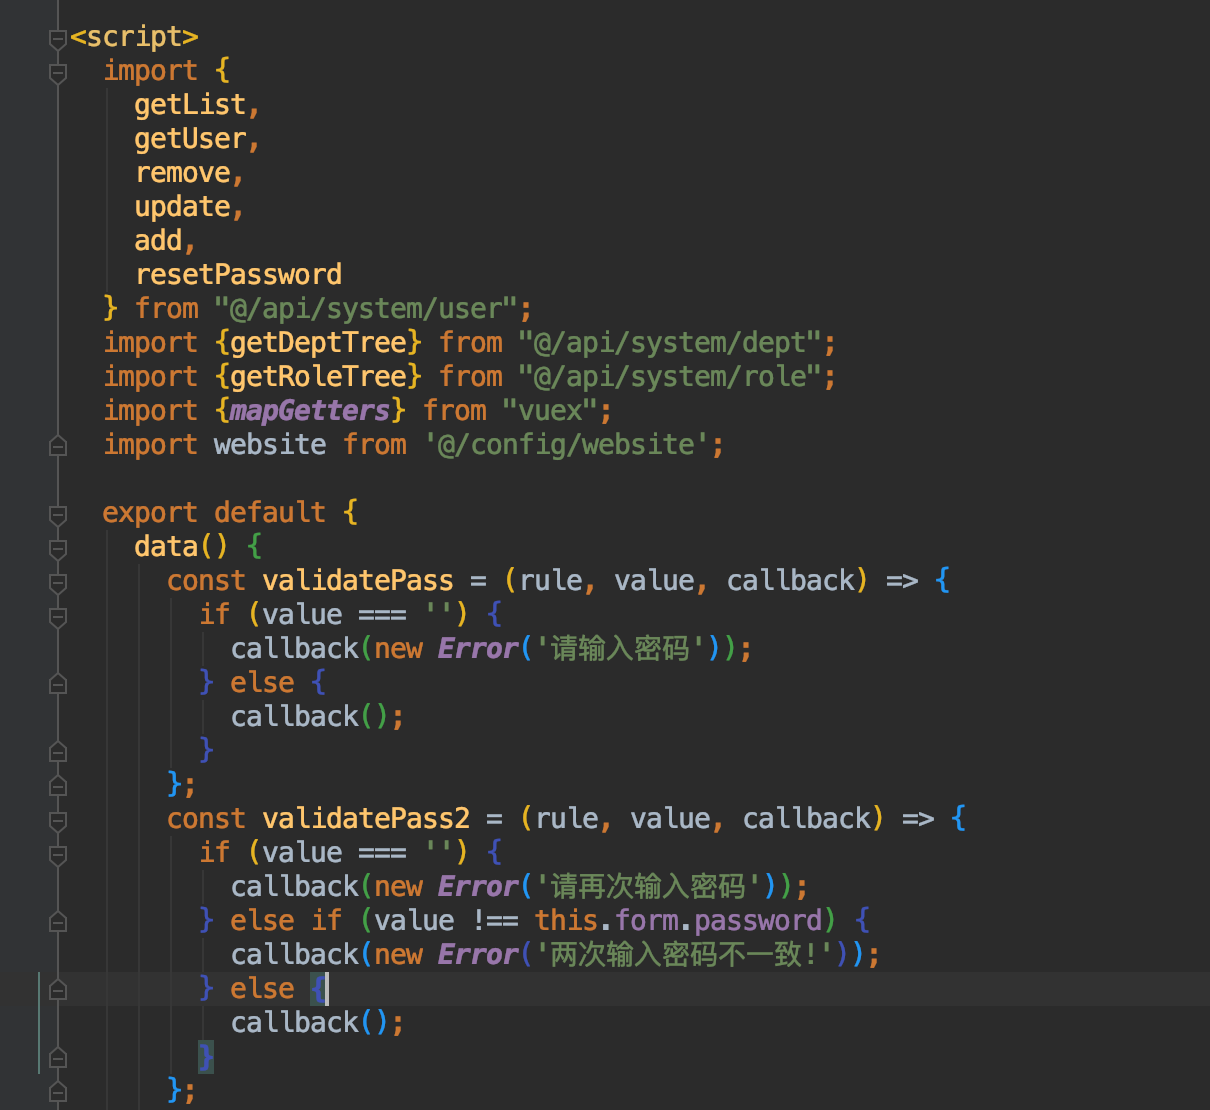 <script>
import {
getList,
getUser,
remove,
update,
add,
resetPassword
} from "@/api/system/user";
import {getDeptTree} from "@/api/system/dept";
import {getRoleTree} from "@/api/system/role";
import {mapGetters} from "vuex";
import website from '@/config/website';
export default {
data() {
const validatePass = (rule, value, callback) => {
if (value === '') {
callback(new Error('请输入密码'));
} else {
callback();
}
};
const validatePass2 = (rule, value, callback) => {
if (value === '') {
callback(new Error('请再次输入密码'));
} else if (value !== this.form.password) {
callback(new Error('两次输入密码不一致!'));
} else {
callback();
}
};